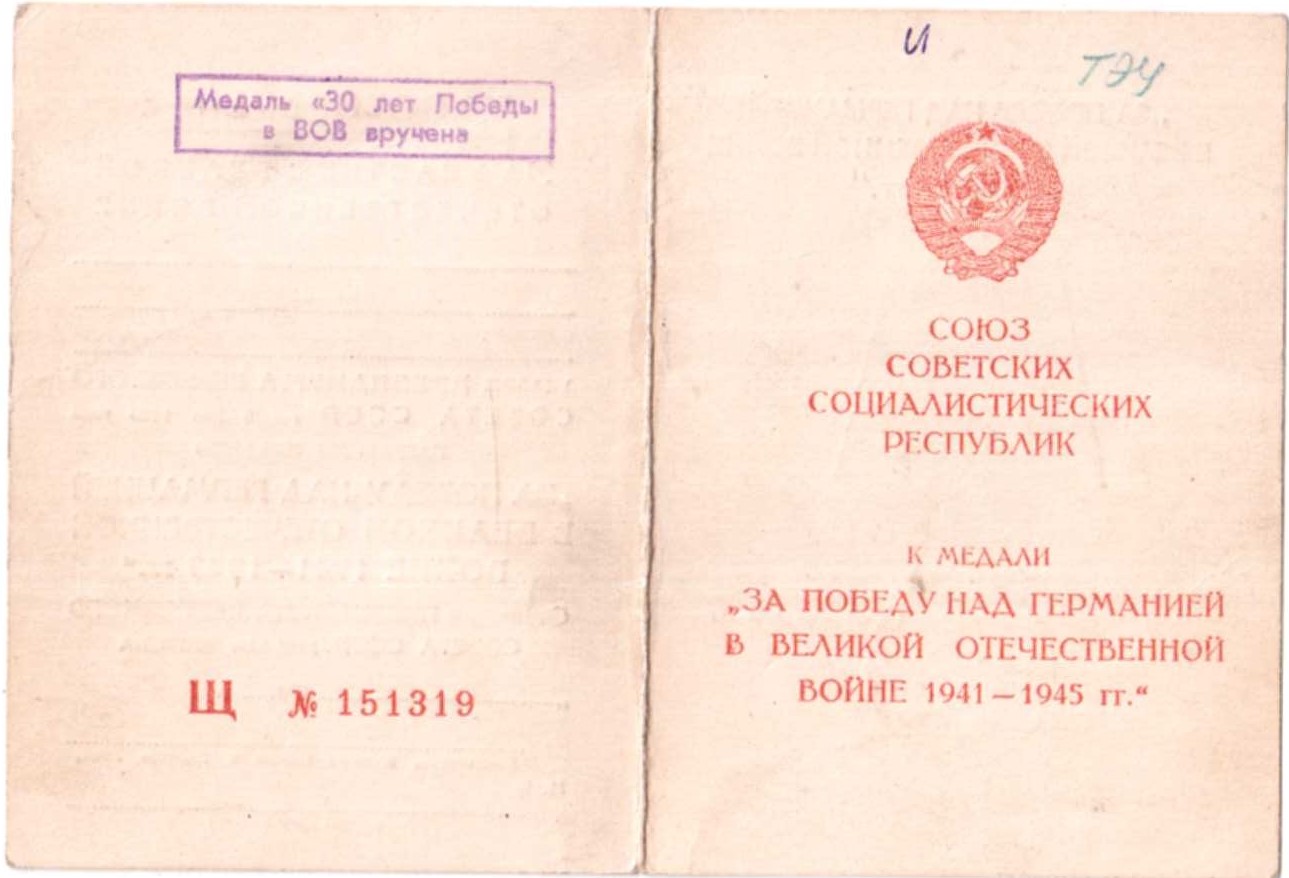 Медаль «30 лет Победы
в ВОВ вручена
Щ № 151319
и
ТЭЧ
СОЮЗ
СОВЕТСКИХ
СОЦИАЛИСТИЧЕСКИХ
РЕСПУБЛИК
К МЕДАЛИ
„ЗА ПОБЕДУ НАД ГЕРМАНИЕЙ
В ВЕЛИКОЙ ОТЕЧЕСТВЕННОЙ
ВОЙНЕ 1941—1945 гг.“